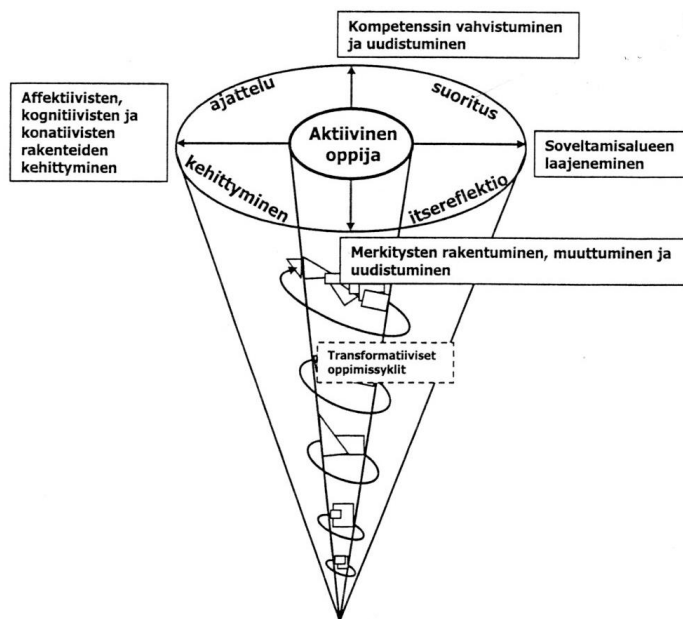 Kompetenssin vahvistuminen
ja uudistuminen
Affektiivisten,
kognitiivisten ja
konatiivisten
rakenteiden
kehittyminen
ajattelu
suoritus
Aktiivinen
oppija
Soveltamisalueen
laajeneminen
kehittyminen
itsereflektio
Merkitysten rakentuminen, muuttuminen ja
uudistuminen
Transformatiiviset
oppimissyklit